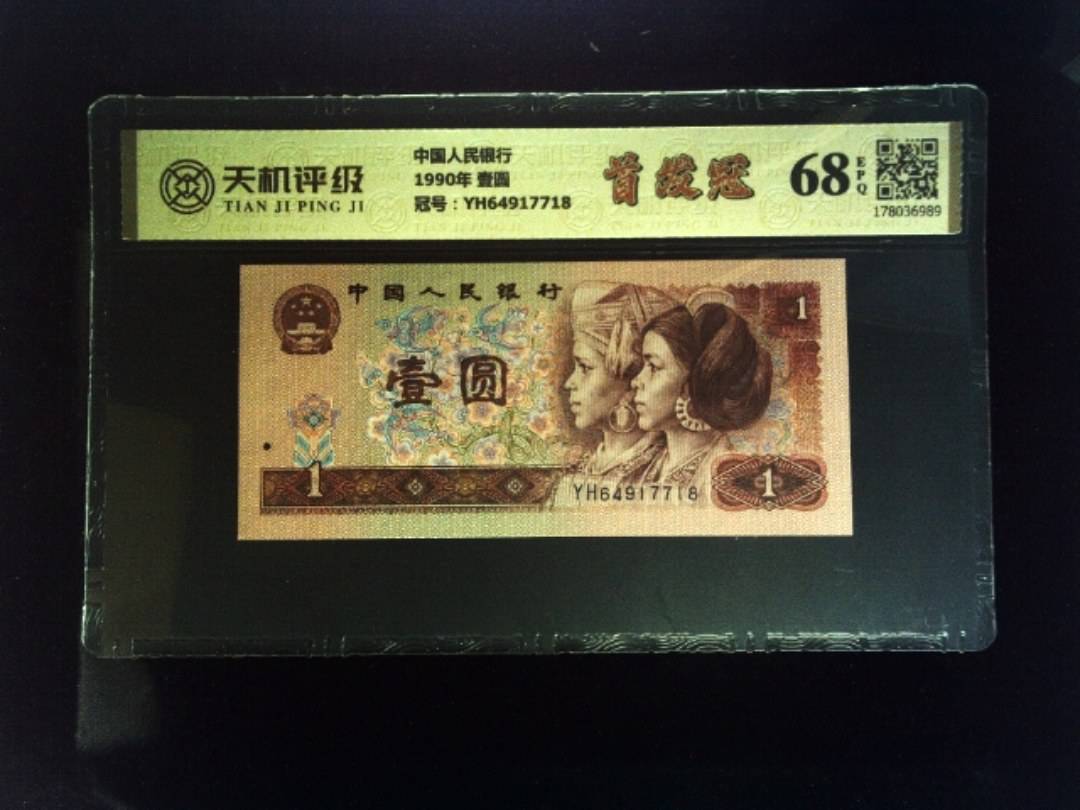 天机评级
TIAN JI PING JI
中国人民银行
1990年 壹圆
冠号：YH64917718
首发冠
68
EPQ
178036989
中国人民银行
壹圆
1
1
YH64917718
1